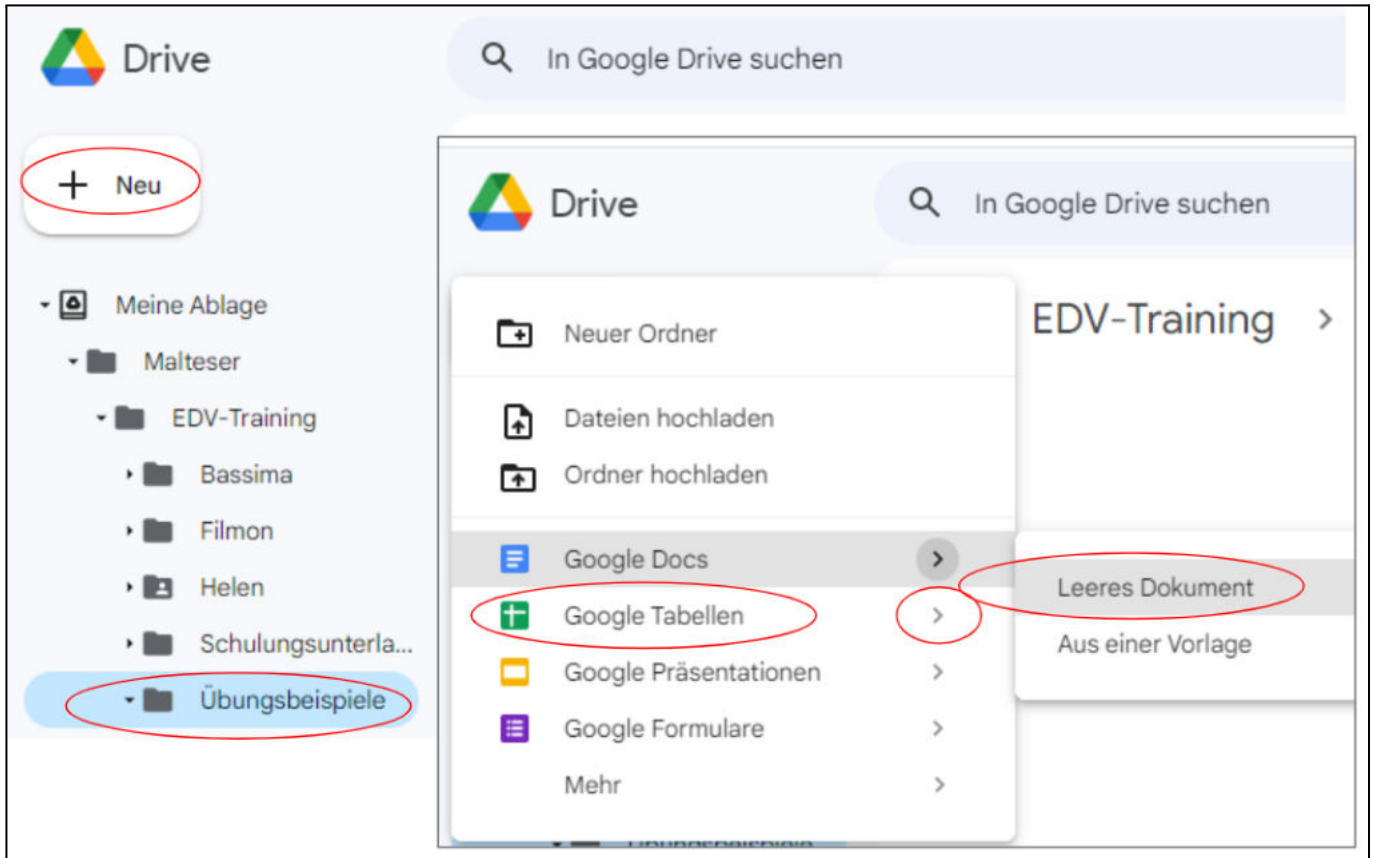 Drive
In Google Drive suchen
Neu
Meine Ablage
Malteser
EDV-Training
Bassima
Filmon
Helen
Schulungsunterla...
Übungsbeispiele
Drive
In Google Drive suchen
EDV-Training
Neuer Ordner
Dateien hochladen
Ordner hochladen
Google Docs
Google Tabellen
Google Präsentationen
Google Formulare
Mehr
Leeres Dokument
Aus einer Vorlage